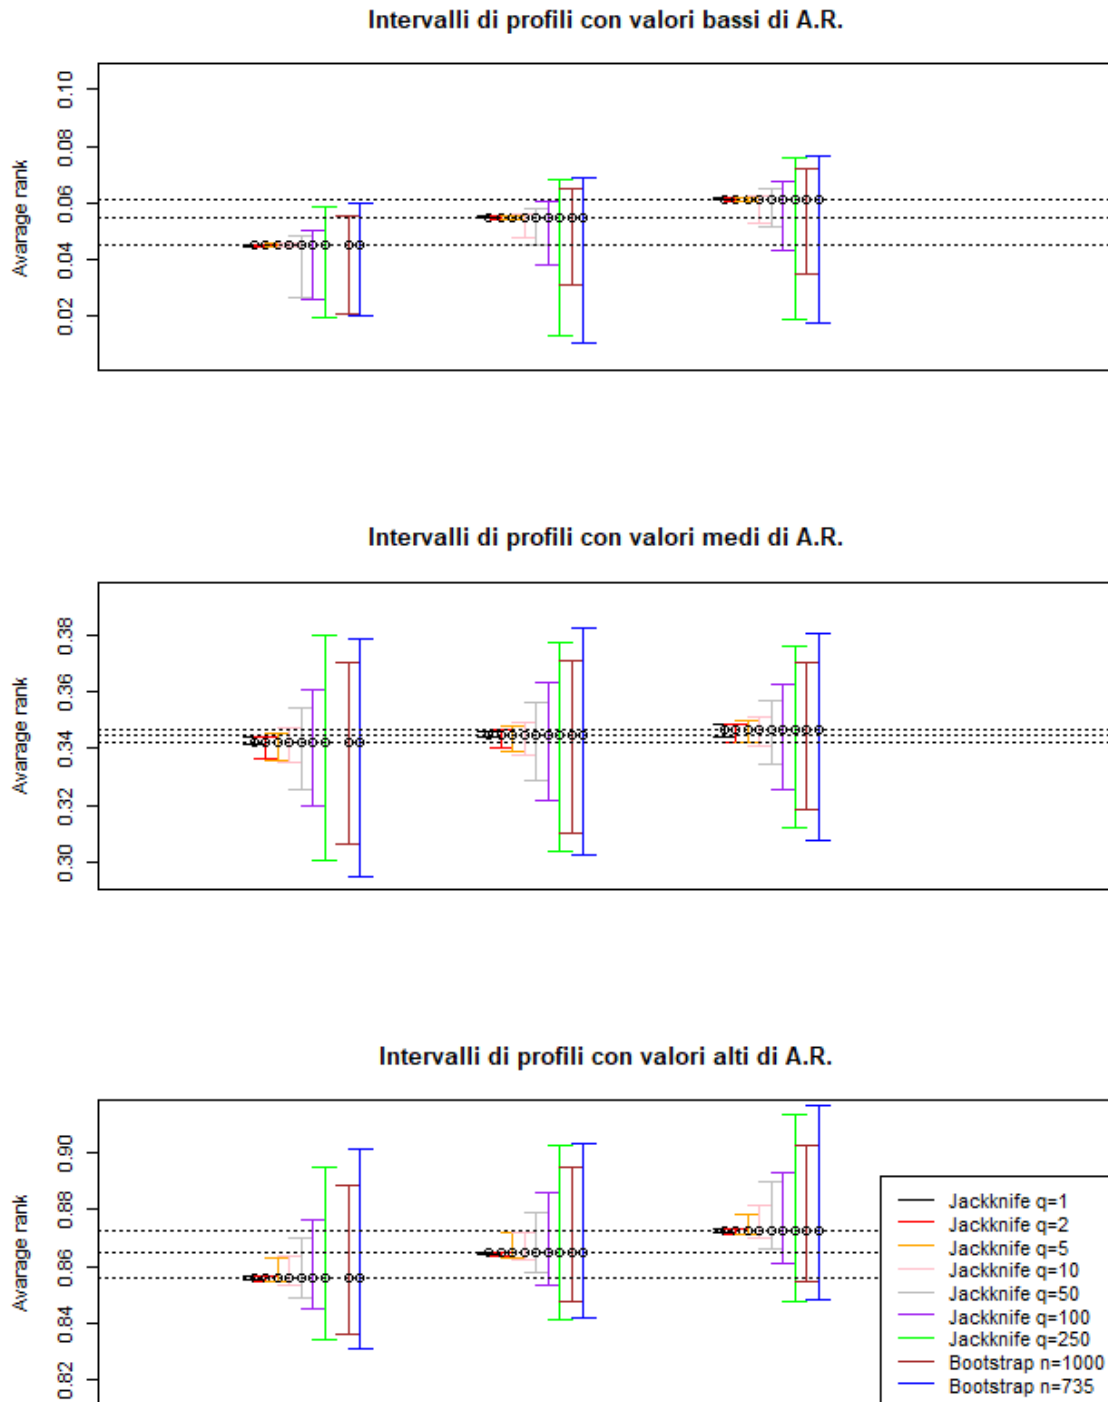 Intervalli di profili con valori bassi di A.R.
Avarage rank
0.10
0.08
0.06
0.04
0.02
Intervalli di profili con valori medi di A.R.
Avarage rank
0.38
0.36
0.34
0.32
0.30
Intervalli di profili con valori alti di A.R.
Avarage rank
0.90
0.88
0.86
0.84
0.82
Jackknife q=1
Jackknife q=2
Jackknife q=5
Jackknife q=10
Jackknife q=50
Jackknife q=100
Jackknife q=250
Bootstrap n=1000
Bootstrap n=735